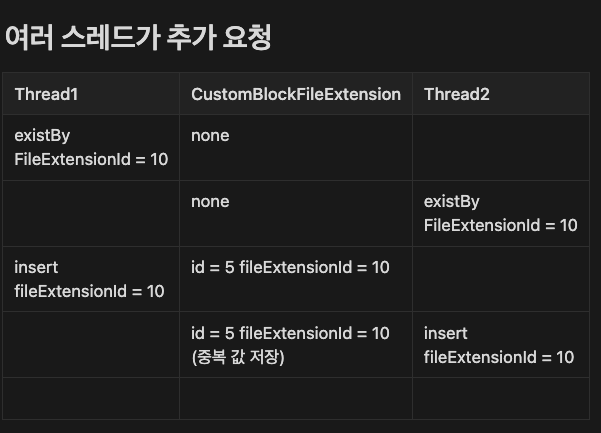 여러 스레드가 추가 요청
Thread1 CustomBlockFileExtension Thread2
existBy
FileExtensionId = 10
none
none
existBy
FileExtensionId = 10
insert
fileExtensionId = 10
id = 5 fileExtensionId = 10
id = 5 fileExtensionId = 10
(중복 값 저장)
insert
fileExtensionId = 10